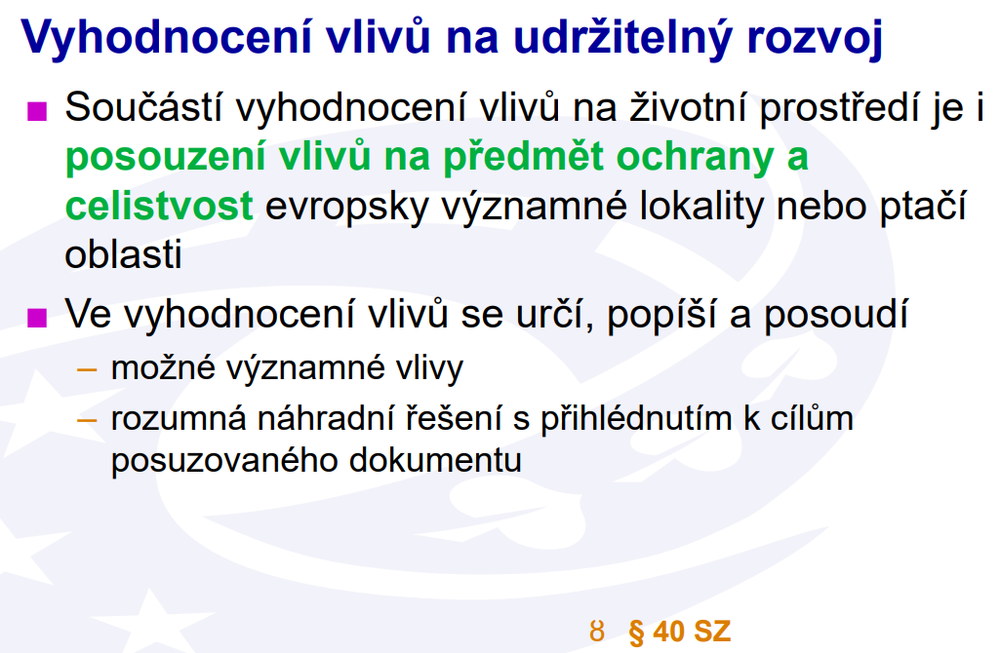 Vyhodnocení vlivů na udržitelný rozvoj
Součástí vyhodnocení vlivů na životní prostředí je i
posouzení vlivů na předmět ochrany a
celistvost evropsky významné lokality nebo ptačí
oblasti
Ve vyhodnocení vlivů se určí, popíší a posoudí
– možné významné vlivy
– rozumná náhradní řešení s přihlédnutím k cílům
posuzovaného dokumentu
8 § 40 SZ